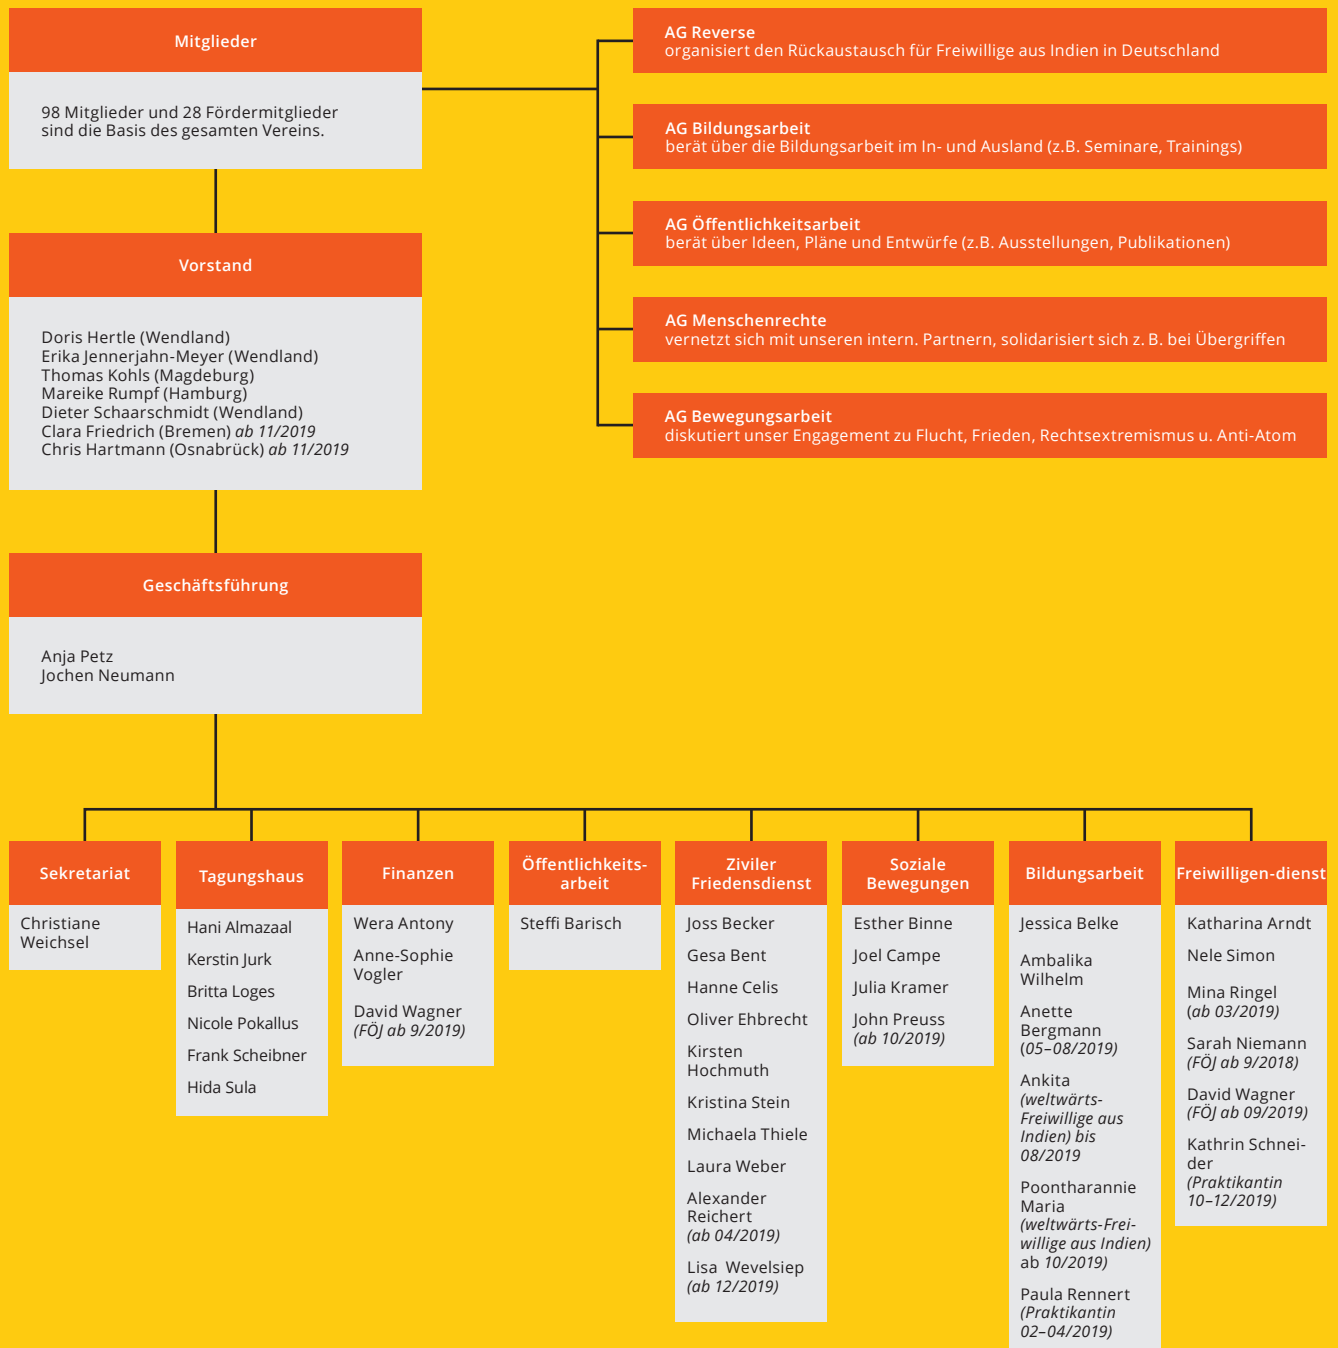 Mitglieder
98 Mitglieder und 28 Fördermitglieder
sind die Basis des gesamten Vereins.
AG Reverse
organisiert den Rückaustausch für Freiwillige aus Indien in Deutschland
AG Bildungsarbeit
berät über die Bildungsarbeit im In- und Ausland (z.B. Seminare, Trainings)
AG Öffentlichkeitsarbeit
berät über Ideen, Pläne und Entwürfe (z.B. Ausstellungen, Publikationen)
AG Menschenrechte
vernetzt sich mit unseren intern. Partnern, solidarisiert sich z. B. bei Übergriffen
AG Bewegungsarbeit
diskutiert unser Engagement zu Flucht, Frieden, Rechtsextremismus u. Anti-Atom
Vorstand
Doris Hertle (Wendland)
Erika Jennerjahn-Meyer (Wendland)
Thomas Kohls (Magdeburg)
Mareike Rumpf (Hamburg)
Dieter Schaarschmidt (Wendland)
Clara Friedrich (Bremen) ab 11/2019
Chris Hartmann (Osnabrück) ab 11/2019
Geschäftsführung
Anja Petz
Jochen Neumann
Sekretariat
Christiane
Weichsel
Tagungshaus
Hani Almazaal
Kerstin Jurk
Britta Loges
Nicole Pokallus
Frank Scheibner
Hida Sula
Finanzen
Wera Antony
Anne-Sophie
Vogler
David Wagner
(FÖJ ab 9/2019)
Öffentlichkeits-
arbeit
Steffi Barisch
Ziviler
Friedensdienst
Joss Becker
Gesa Bent
Hanne Celis
Oliver Ehbrecht
Kirsten
Hochmuth
Kristina Stein
Michaela Thiele
Laura Weber
Alexander
Reichert
(ab 04/2019)
Lisa Wevelsiep
(ab 12/2019)
Soziale
Bewegungen
Esther Binne
Joel Campe
Julia Kramer
John Preuss
(ab 10/2019)
Bildungsarbeit
Jessica Belke
Ambalika
Wilhelm
Anette
Bergmann
(05–08/2019)
Ankita
(weltwärts-
Freiwillige aus
Indien) bis
08/2019
Poontharannie
Maria
(weltwärts-Frei-
willige aus Indien)
ab 10/2019)
Paula Rennert
(Praktikantin
02–04/2019)
Freiwilligen-dienst
Katharina Arndt
Nele Simon
Mina Ringel
(ab 03/2019)
Sarah Niemann
(FÖJ ab 9/2018)
David Wagner
(FÖJ ab 09/2019)
Kathrin Schnei-
der
(Praktikantin
10–12/2019)